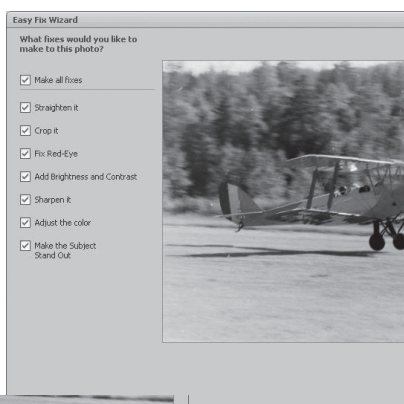 Easy Fix Wizard
What fixes would you like to
make to this photo?
Make all fixes
Straighten it
Crop it
Fix Red-Eye
Add Brightness and Contrast
Sharpen it
Adjust the color
Make the Subject
Stand Out